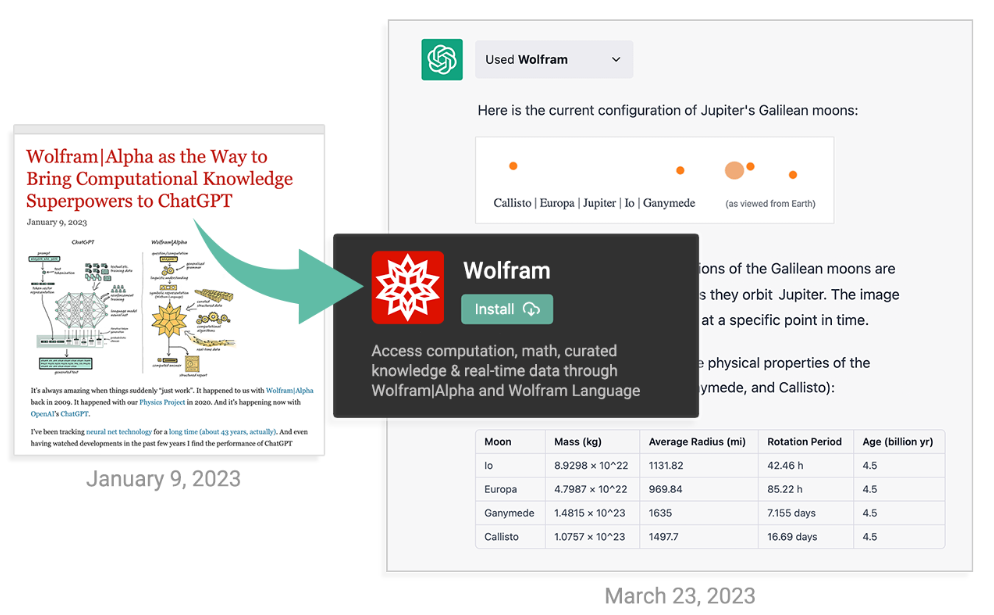 Wolfram|Alpha as the Way to
Bring Computational Knowledge
Superpowers to ChatGPT
January 9, 2023
ChatGPT
Wolfram|Alpha
prompt
It's always amazing when things suddenly "just work". It happened to us with Wolfram|Alpha
back in 2009. It happened with our Physics Project in 2020. And it's happening now with
OpenAI's ChatGPT.
I've been tracking neural net technology for a long time (about 43 years, actually). And even
having watched developments in the past few years I find the performance of ChatGPT
January 9, 2023
Wolfram
Install
Access computation, math, curated
knowledge & real-time data through
Wolfram|Alpha and Wolfram Language
Used Wolfram
Here is the current configuration of Jupiter's Galilean moons:
Callisto | Europa | Jupiter | Io | Ganymede
(as viewed from Earth)
ions of the Galilean moons are
s they orbit Jupiter. The image
at a specific point in time.
e physical properties of the
ymede, and Callisto):
Moon Mass (kg) Average Radius (mi) Rotation Period Age (billion yr)
Io 8.9298 × 10^22 1131.82 42.46 h 4.5
Europa 4.7987 × 10^22 969.84 85.22 h 4.5
Ganymede 1.4815 × 10^23 1635 7.155 days 4.5
Callisto 1.0757 × 10^23 1497.7 16.69 days 4.5
March 23, 2023